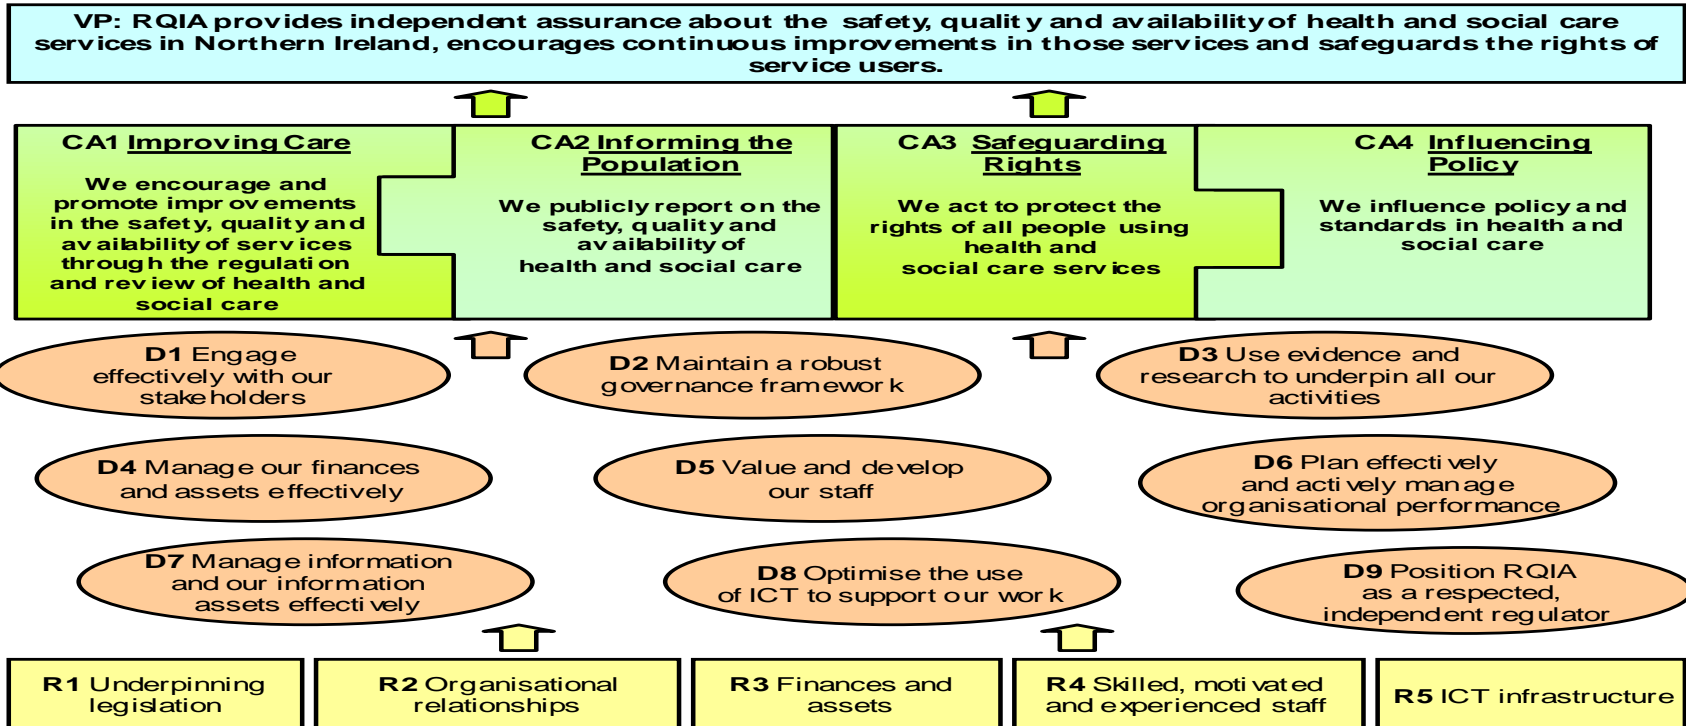 VP: RQIA provides independent assurance about the safety, quality and availability of health and social care
services in Northern Ireland, encourages continuous improvements in those services and safeguards the rights of
service users.
CA1 Improving Care
We encourage and
promote improvements
in the safety, quality and
availability of services
through the regulation
and review of health and
social care
CA2 Informing the
Population
We publicly report on the
safety, quality and
availability of
health and social care
CA3 Safeguarding
Rights
We act to protect the
rights of all people using
health and
social care services
CA4 Influencing
Policy
We influence policy and
standards in health and
social care
D1 Engage
effectively with our
stakeholders
D2 Maintain a robust
governance framework
D3 Use evidence and
research to underpin all our
activities
D4 Manage our finances
and assets effectively
D5 Value and develop
our staff
D6 Plan effectively
and actively manage
organisational performance
D7 Manage information
and our information
assets effectively
D8 Optimise the use
of ICT to support our work
D9 Position RQIA
as a respected,
independent regulator
R1 Underpinning
legislation
R2 Organisational
relationships
R3 Finances and
assets
R4 Skilled, motivated
and experienced staff
R5 ICT infrastructure